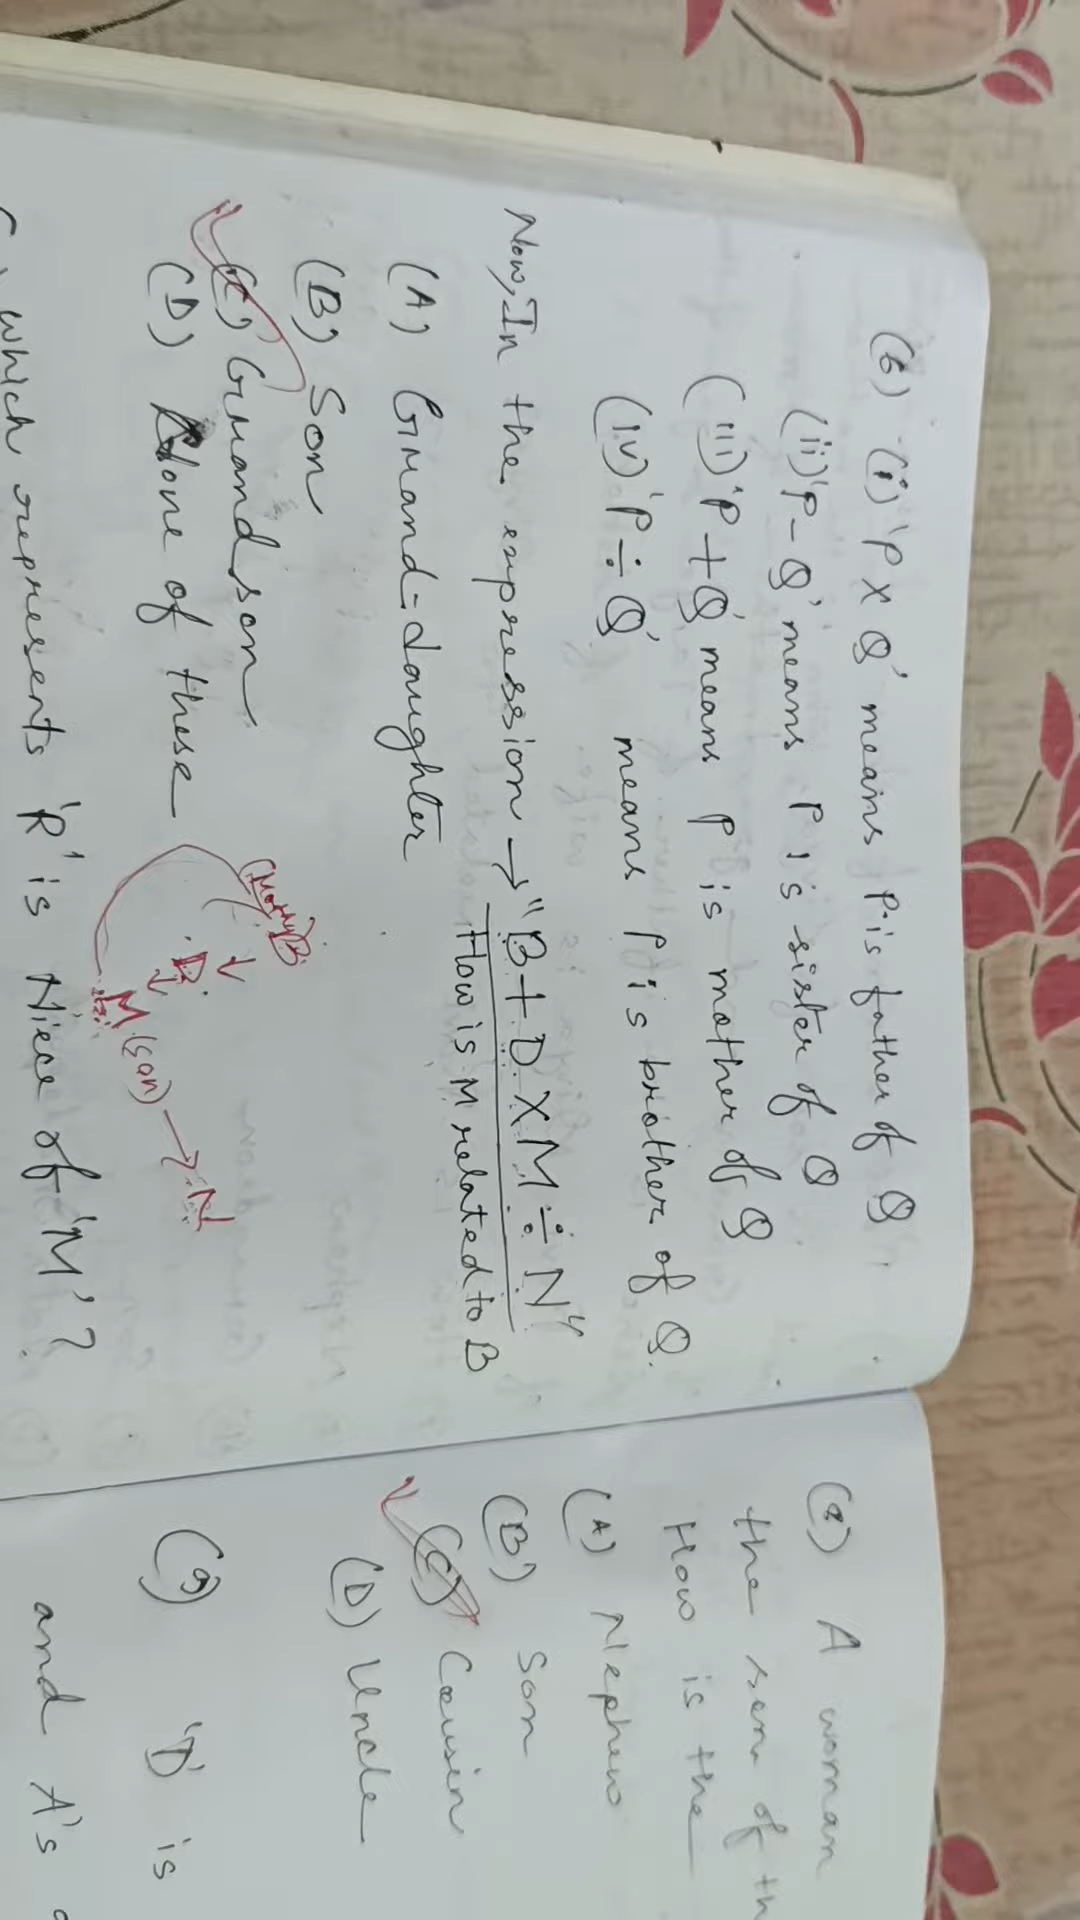 (6) (i) 'P X Q' means P is father of Q
(ii) 'P - Q' means P is sister of Q
(iii) 'P + Q' means P is mother of Q
(iv) 'P ÷ Q' means P is brother of Q.
Now, In the expression → "B + D X M ÷ N"
How is M related to B
(A) Grand-daughter
(B) Son
(C) Grandson
(D) None of these
B
D
M (son) → N
which represents 'R' is Niece of 'M' ?
(8) A woman
the son of th
How is the
(A) Nephew
(B) Son
(C) Cousin
(D) Uncle
(9) 'D' is
and A's